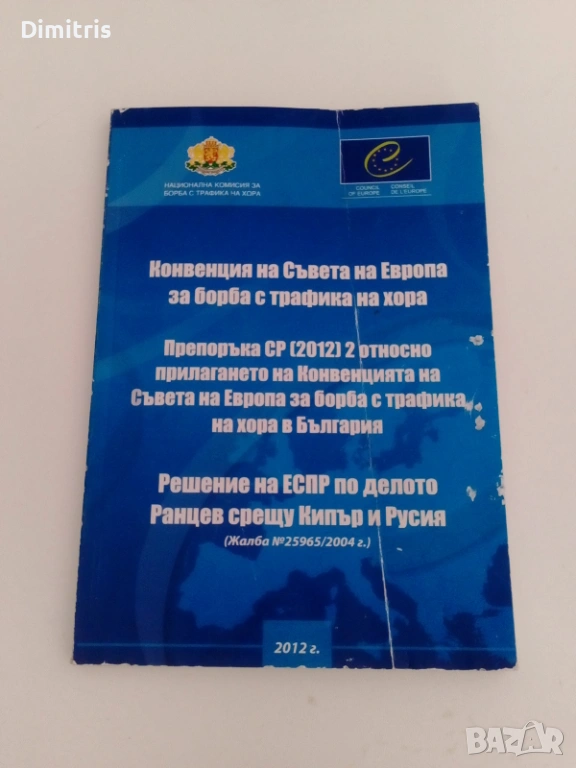 Dimitris
НАЦИОНАЛНА КОМИСИЯ ЗА
БОРБА С ТРАФИКА НА ХОРА
COUNCIL OF EUROPE
CONSEIL DE L'EUROPE
Конвенция на Съвета на Европа
за борба с трафика на хора
Препоръка СР (2012) 2 относно
прилагането на Конвенцията на
Съвета на Европа за борба с трафика
на хора в България
Решение на ЕСПР по делото
Ранцев срещу Кипър и Русия
(Жалба №25965/2004 г.)
2012 г.
BAZAR